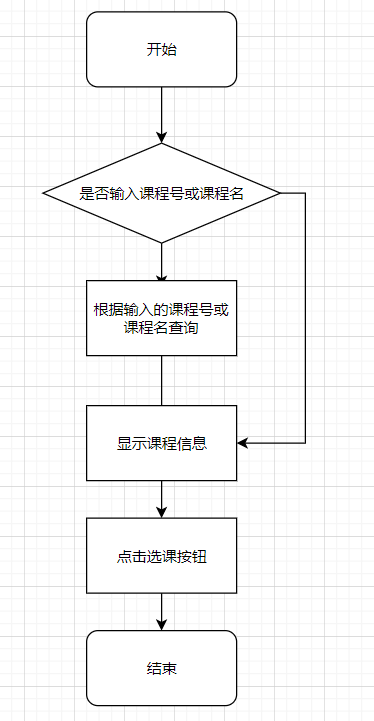 开始
是否输入课程号或课程名
根据输入的课程号或
课程名查询
显示课程信息
点击选课按钮
结束